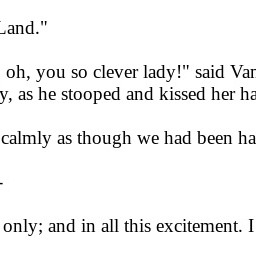 Land."
oh, you so clever lady!" said Van
y, as he stooped and kissed her ha
calmly as though we had been ha
only; and in all this excitement. I